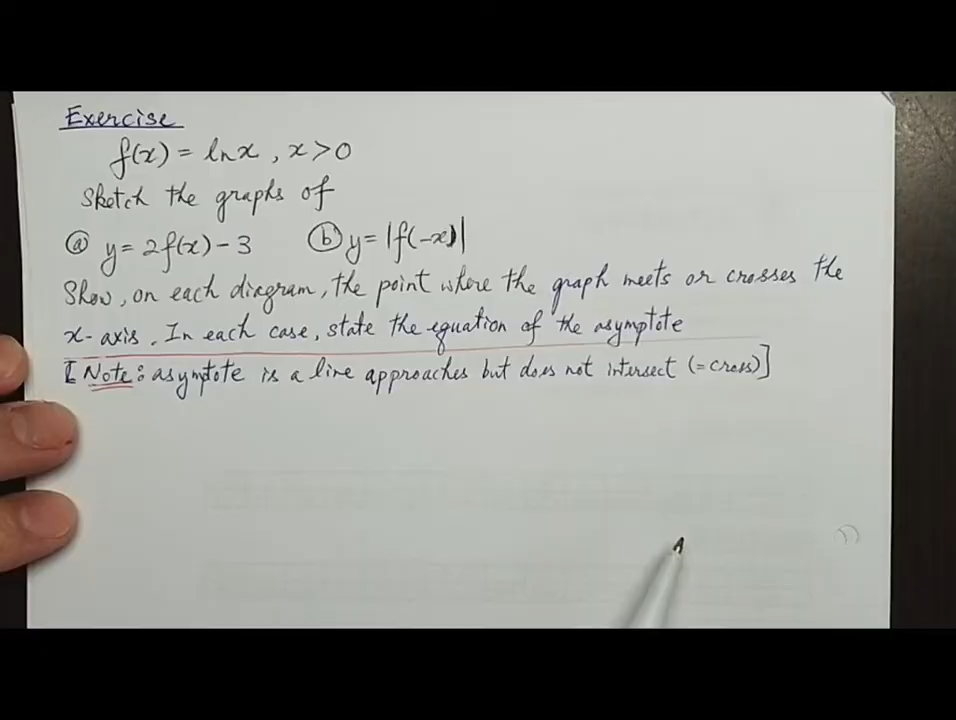 Exercise
f(x) = ln x , x > 0
Sketch the graphs of
ⓐ y = 2f(x) - 3 ⓑ y = |f(-x)|
Show, on each diagram, the point where the graph meets or crosses the
x-axis. In each case, state the equation of the asymptote
[Note: asymptote is a line approaches but does not intersect (= cross)]